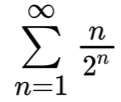 ∞
∑ n/2ⁿ
n=1